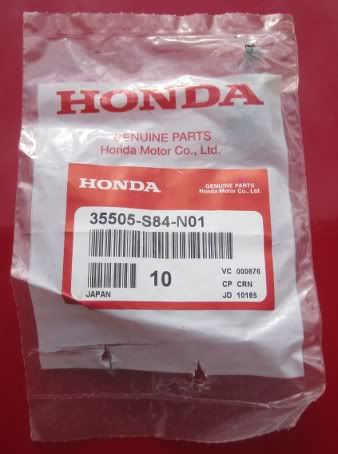 HONDA
GENUINE PARTS
Honda Motor Co., Ltd.
HONDA
GENUINE PARTS
Honda Motor Co., Ltd.
35505-S84-N01
10
VC 000676
CP CRN
JAPAN
JD 10165